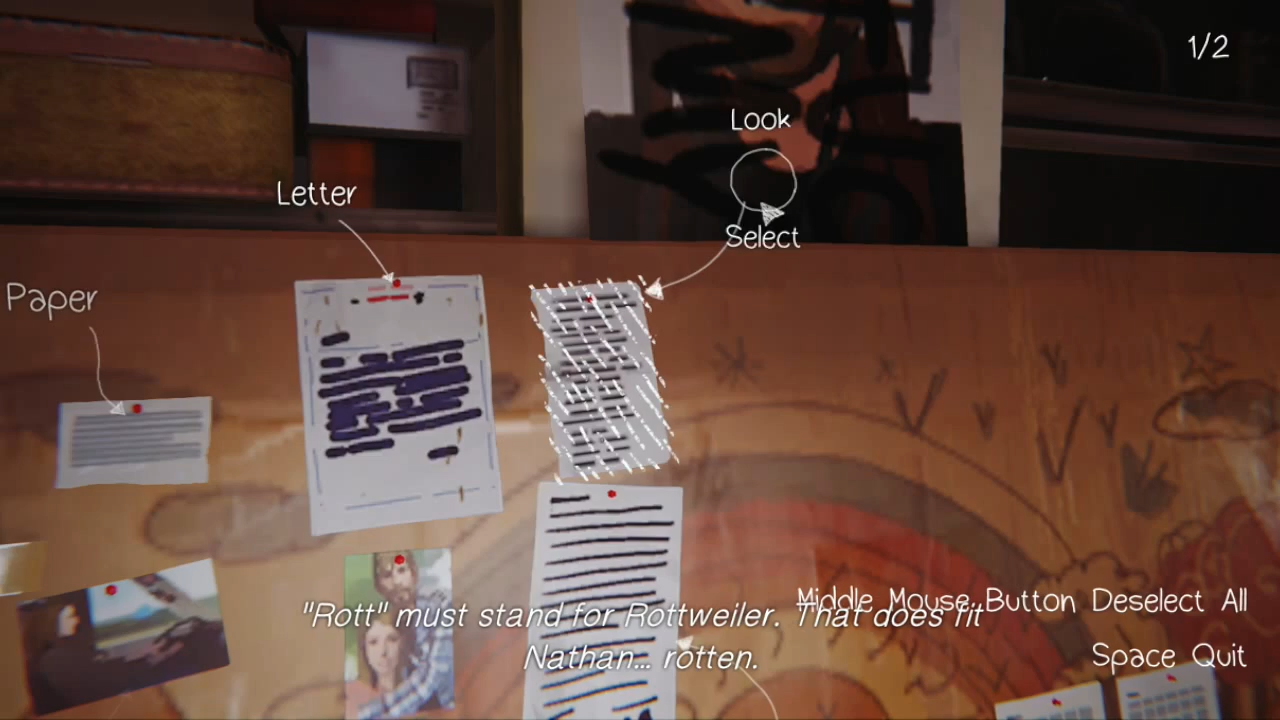 1/2
Look
Letter
Select
Paper
Middle Mouse Button Deselect All
"Rott" must stand for Rottweiler. That does fit
Nathan... rotten.
Space Quit